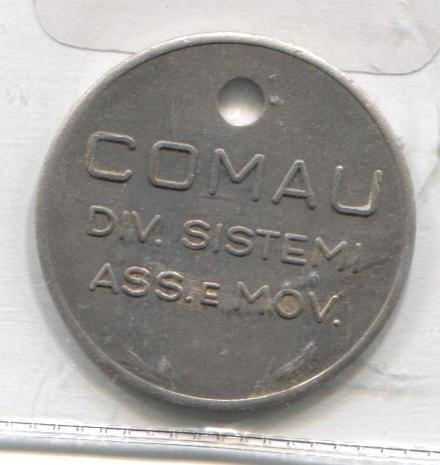 COMAU
DIV. SISTEMI
ASS. E MOV.